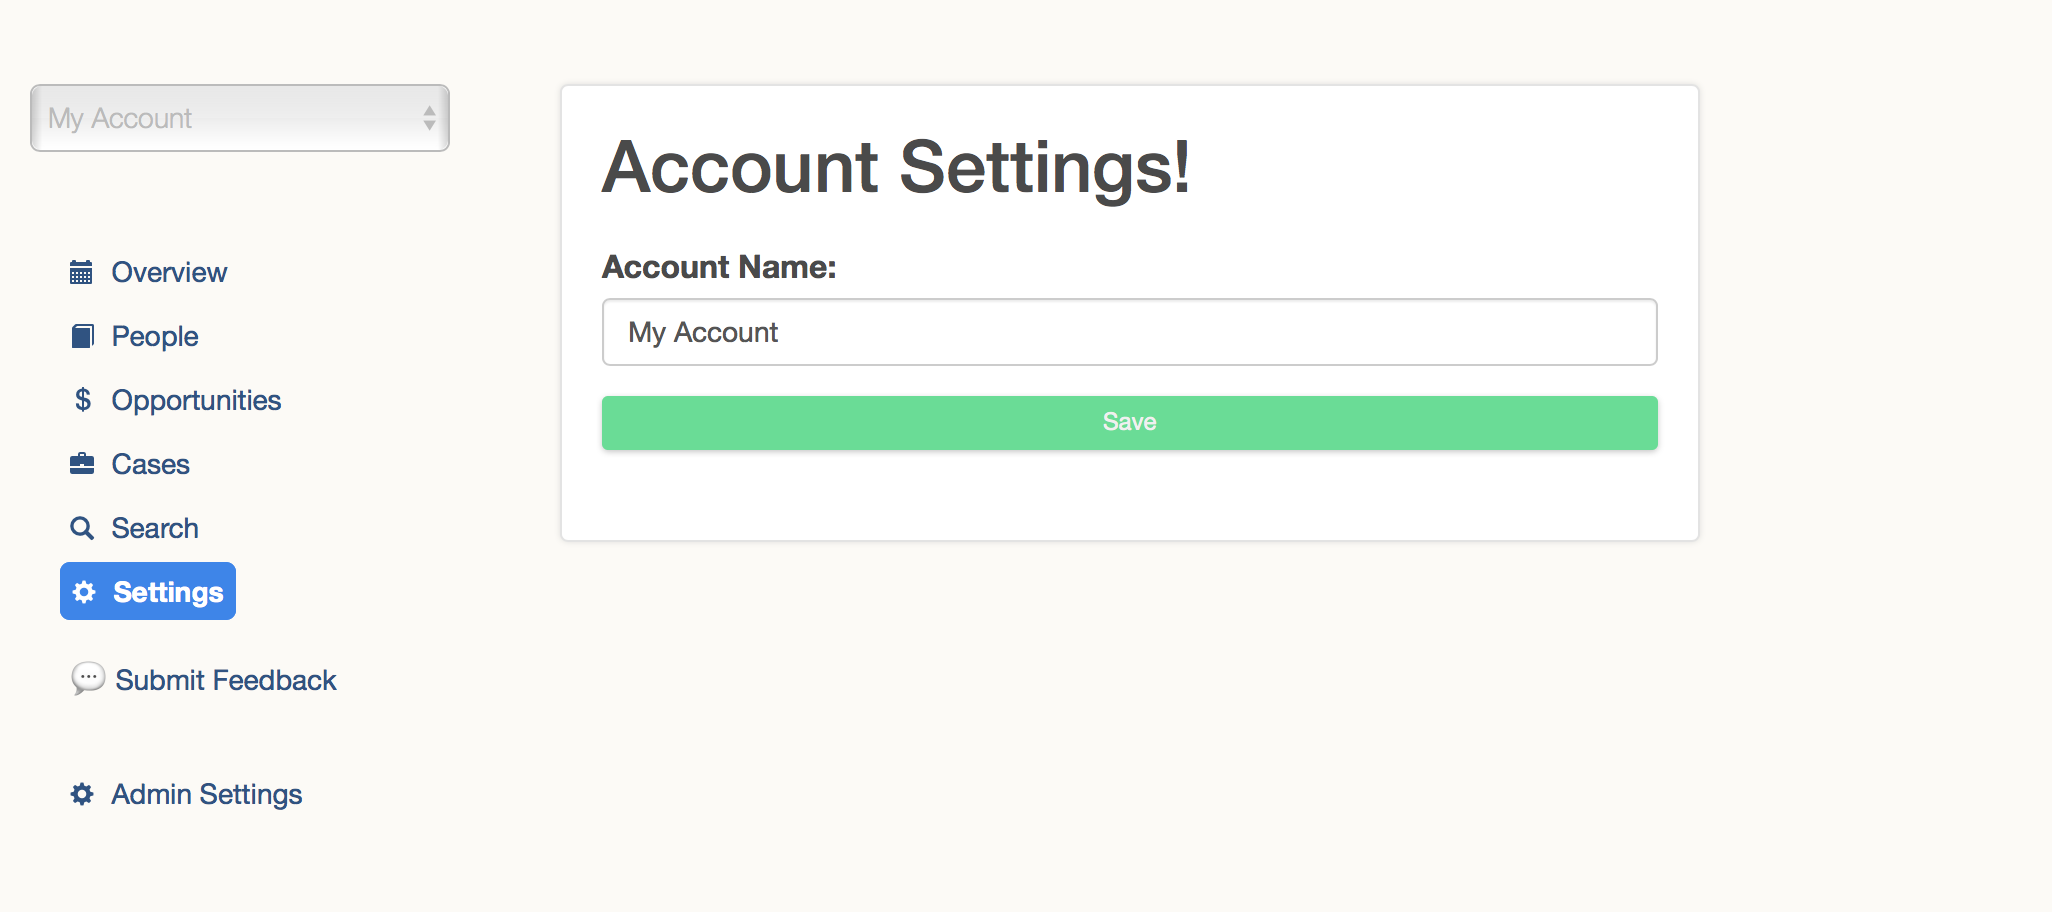 My Account
Overview
People
Opportunities
Cases
Search
Settings
Submit Feedback
Admin Settings
Account Settings!
Account Name:
My Account
Save